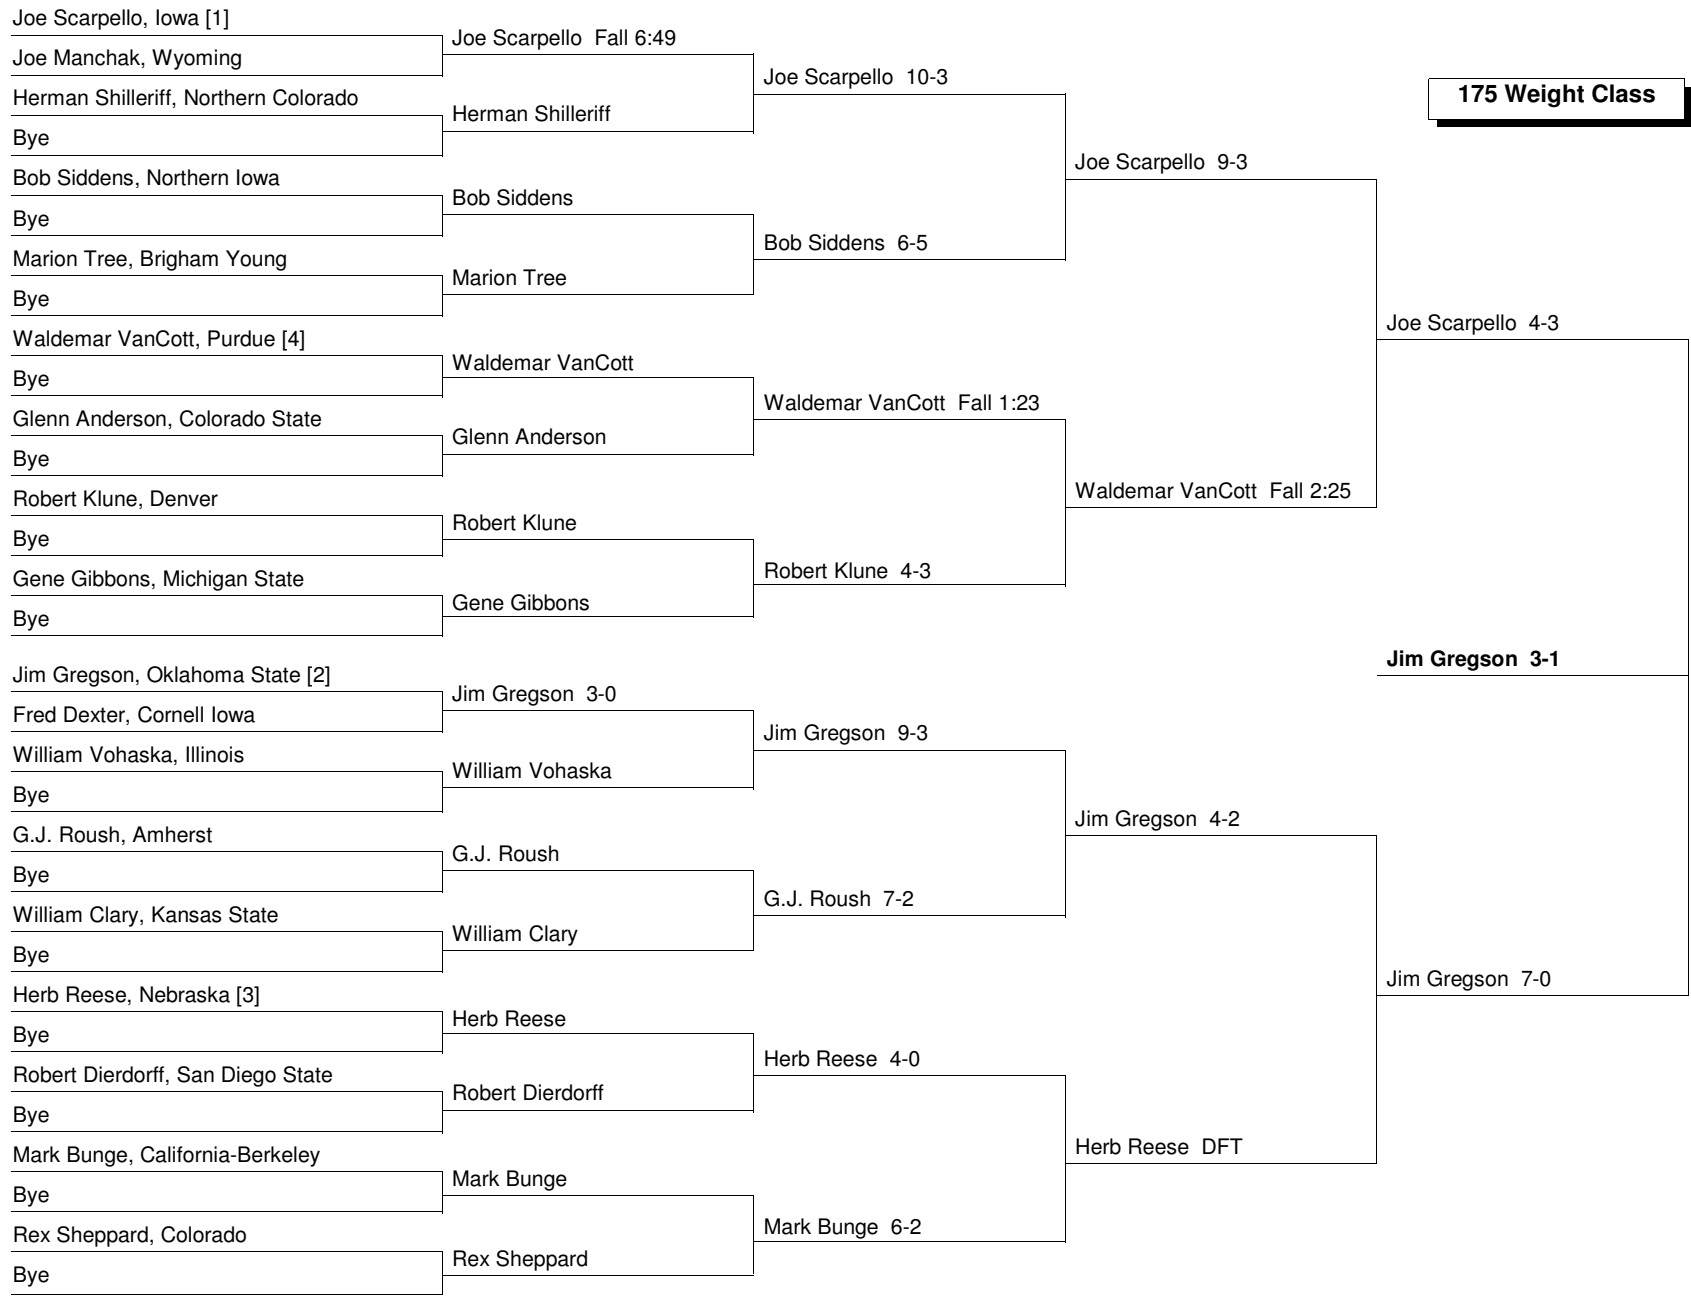 Joe Scarpello, Iowa [1]
Joe Manchak, Wyoming
Herman Shilleriff, Northern Colorado
Bye
Bob Siddens, Northern Iowa
Bye
Marion Tree, Brigham Young
Bye
Waldemar VanCott, Purdue [4]
Bye
Glenn Anderson, Colorado State
Bye
Robert Klune, Denver
Bye
Gene Gibbons, Michigan State
Bye
Jim Gregson, Oklahoma State [2]
Fred Dexter, Cornell Iowa
William Vohaska, Illinois
Bye
G.J. Roush, Amherst
Bye
William Clary, Kansas State
Bye
Herb Reese, Nebraska [3]
Bye
Robert Dierdorff, San Diego State
Bye
Mark Bunge, California-Berkeley
Bye
Rex Sheppard, Colorado
Bye
Joe Scarpello Fall 6:49
Herman Shilleriff
Bob Siddens
Marion Tree
Waldemar VanCott
Glenn Anderson
Robert Klune
Gene Gibbons
Jim Gregson 3-0
William Vohaska
G.J. Roush
William Clary
Herb Reese
Robert Dierdorff
Mark Bunge
Rex Sheppard
Joe Scarpello 10-3
Bob Siddens 6-5
Waldemar VanCott Fall 1:23
Robert Klune 4-3
Jim Gregson 9-3
G.J. Roush 7-2
Herb Reese 4-0
Mark Bunge 6-2
Joe Scarpello 9-3
Waldemar VanCott Fall 2:25
Jim Gregson 4-2
Herb Reese DFT
175 Weight Class
Joe Scarpello 4-3
Jim Gregson 3-1
Jim Gregson 7-0